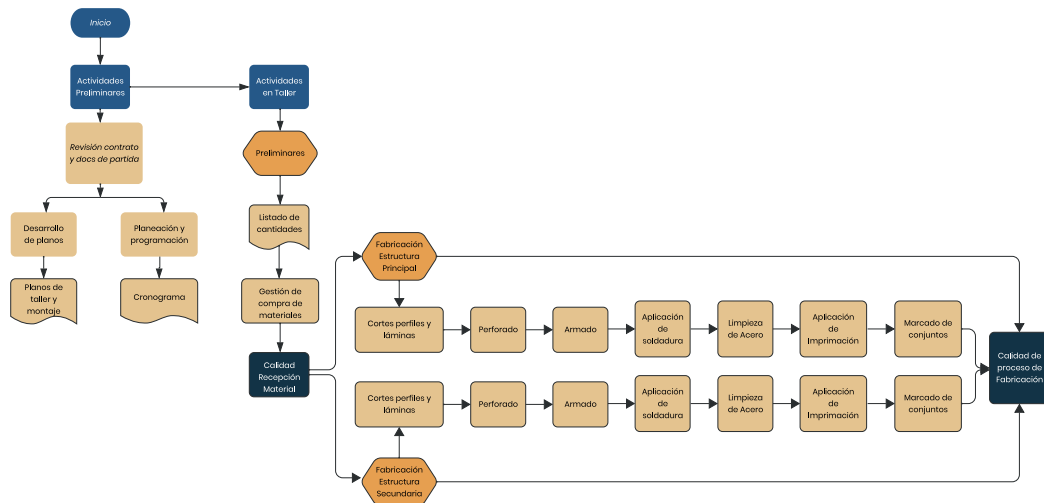 Inicio
Actividades
Preliminares
Actividades
en Taller
Revisión contrato
y docs de partida
Preliminares
Desarrollo
de planos
Planeación y
programación
Listado de
cantidades
Planos de
taller y
montaje
Cronograma
Gestión de
compra de
materiales
Calidad
Recepción
Material
Fabricación
Estructura
Principal
Cortes perfiles y
láminas
Perforado
Armado
Aplicación
de
soldadura
Limpieza
de Acero
Aplicación
de
Imprimación
Marcado de
conjuntos
Calidad de
proceso de
Fabricación
Cortes perfiles y
láminas
Perforado
Armado
Aplicación
de
soldadura
Limpieza
de Acero
Aplicación
de
Imprimación
Marcado de
conjuntos
Fabricación
Estructura
Secundaria